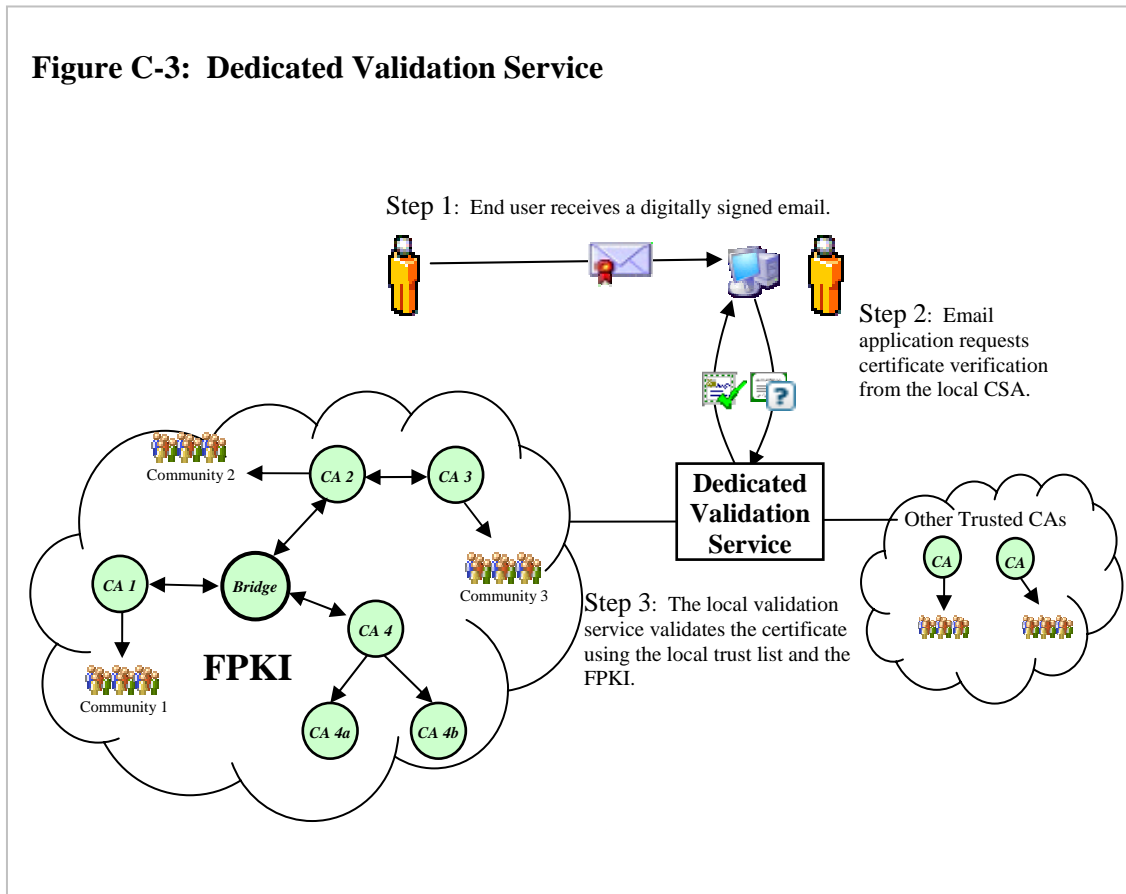 Figure C-3: Dedicated Validation Service
Step 1: End user receives a digitally signed email.
Step 2: Email
application requests
certificate verification
from the local CSA.
Community 2
CA 2
CA 3
Dedicated
Validation
Service
Other Trusted CAs
CA
CA
CA 1
Bridge
Community 3
Step 3: The local validation
service validates the certificate
using the local trust list and the
FPKI.
CA 4
FPKI
Community 1
CA 4a
CA 4b